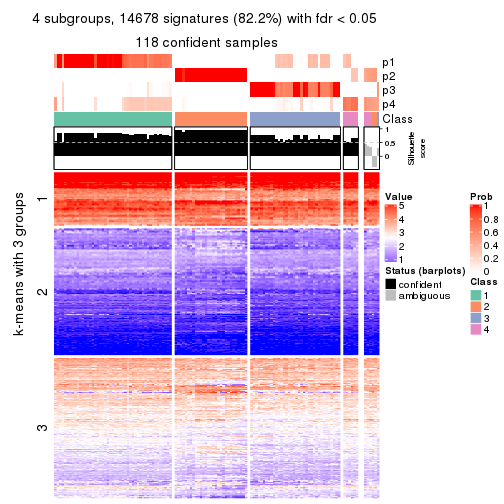 4 subgroups, 14678 signatures (82.2%) with fdr < 0.05
118 confident samples
p1
p2
p3
p4
Class
1
0.5
0
Silhouette
score
k-means with 3 groups
1
2
3
Value
5
4
3
2
1
Status (barplots)
confident
ambiguous
Prob
1
0.8
0.6
0.4
0.2
0
Class
1
2
3
4